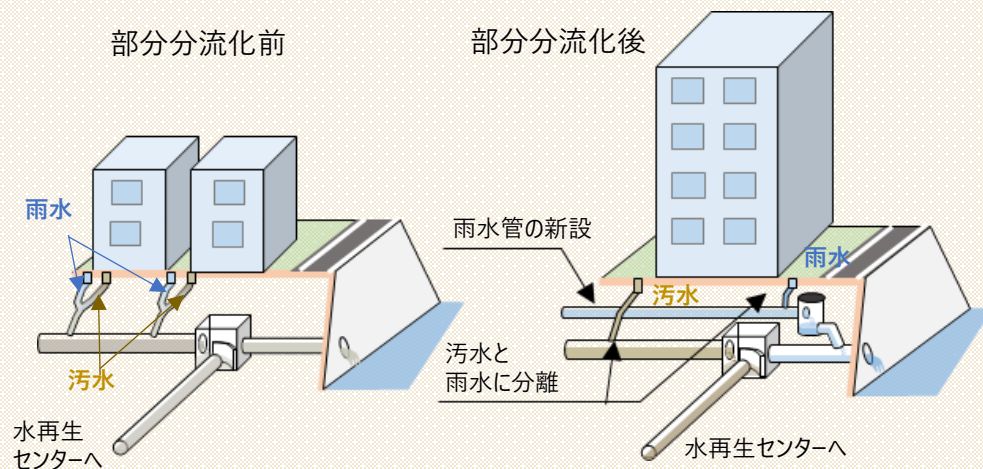 部分分流化前
雨水
汚水
水再生
センターへ
部分分流化後
雨水管の新設
雨水
汚水
汚水と
雨水に分離
水再生センターへ